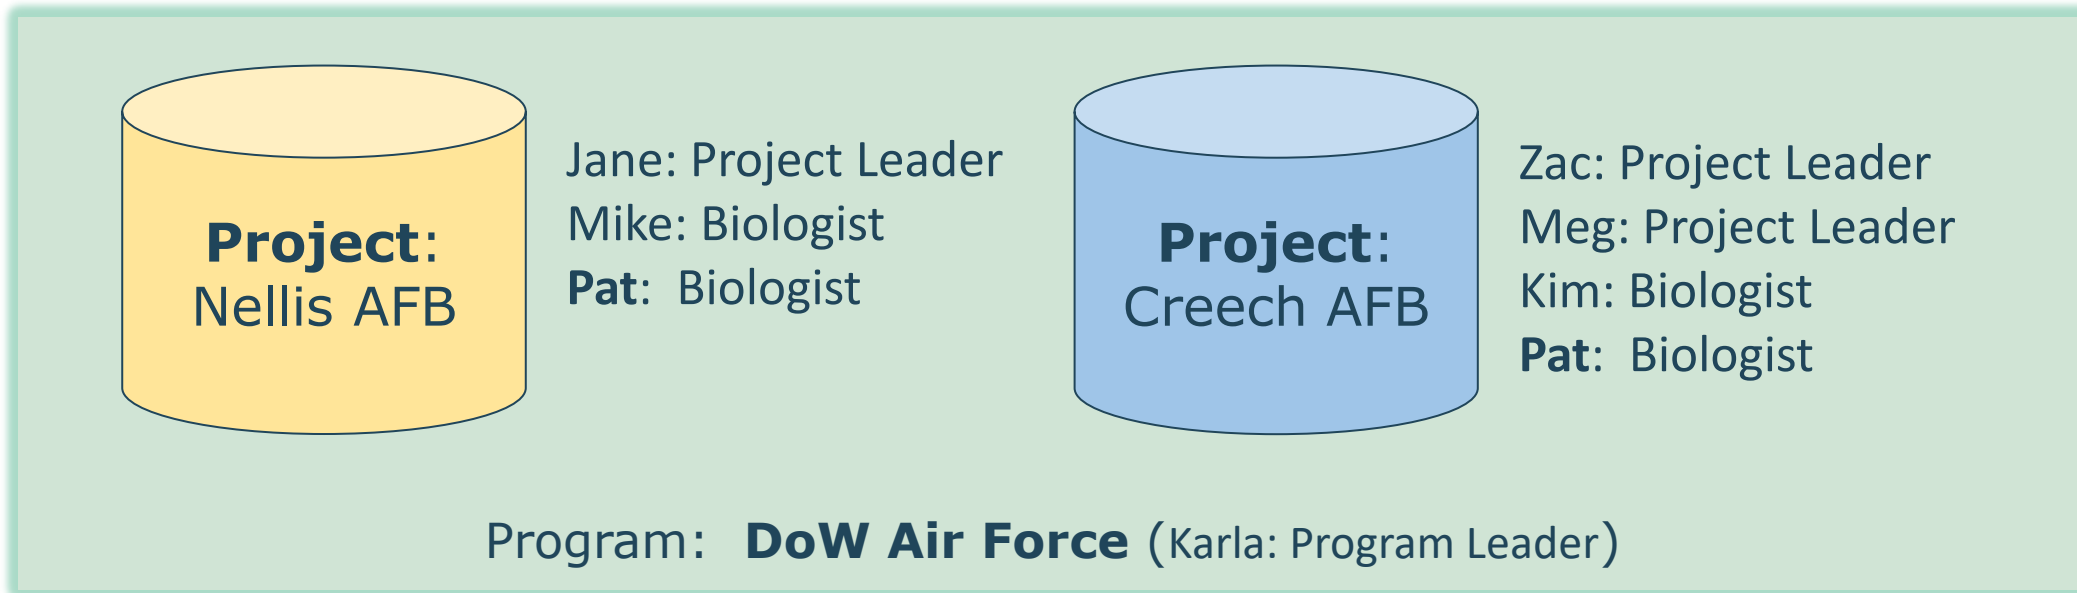 Project:
Nellis AFB
Jane: Project Leader
Mike: Biologist
Pat: Biologist
Project:
Creech AFB
Zac: Project Leader
Meg: Project Leader
Kim: Biologist
Pat: Biologist
Program: DoW Air Force (Karla: Program Leader)